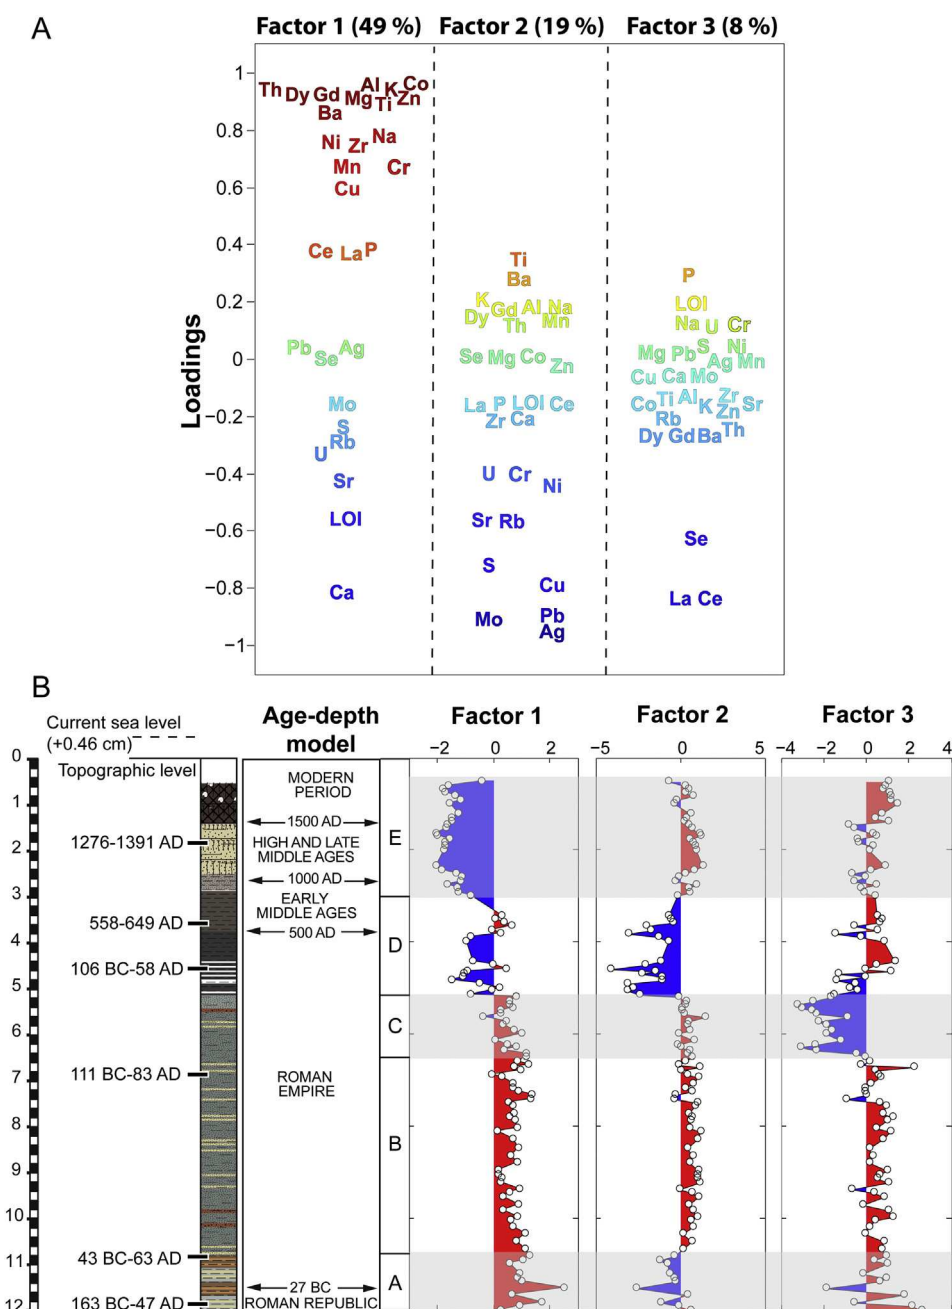 A
Factor 1 (49 %) Factor 2 (19 %) Factor 3 (8 %)
Loadings
1
0.8
0.6
0.4
0.2
0
−0.2
−0.4
−0.6
−0.8
−1
Th Dy Gd Mg Al K Co
Ba Ti Zn
Ni Zr Na
Mn Cr
Cu
Ce La P
Pb Se Ag
Mo
S
Rb
U
Sr
LOI
Ca
Ti
Ba
K Gd Al Na
Dy Th Mn
Se Mg Co Zn
La P LOI Ce
Zr Ca
U Cr Ni
Sr Rb
S
Cu
Mo Pb
Ag
P
LOI
Na U Cr
S Ni
Mg Pb Ag Mn
Cu Ca Mo
Co Ti Al K Zr Sr
Rb Zn
Dy Gd Ba Th
Se
La Ce
B
Current sea level
(+0.46 cm)
Topographic level
Age-depth
model
Factor 1 Factor 2 Factor 3
−2 0 2 −5 0 5 −4 −2 0 2 4
0
1
2
3
4
5
6
7
8
9
10
11
12
1276-1391 AD
558-649 AD
106 BC-58 AD
111 BC-83 AD
43 BC-63 AD
163 BC-47 AD
MODERN
PERIOD
1500 AD
HIGH AND LATE
MIDDLE AGES
1000 AD
EARLY
MIDDLE AGES
500 AD
ROMAN
EMPIRE
27 BC
ROMAN REPUBLIC
E
D
C
B
A